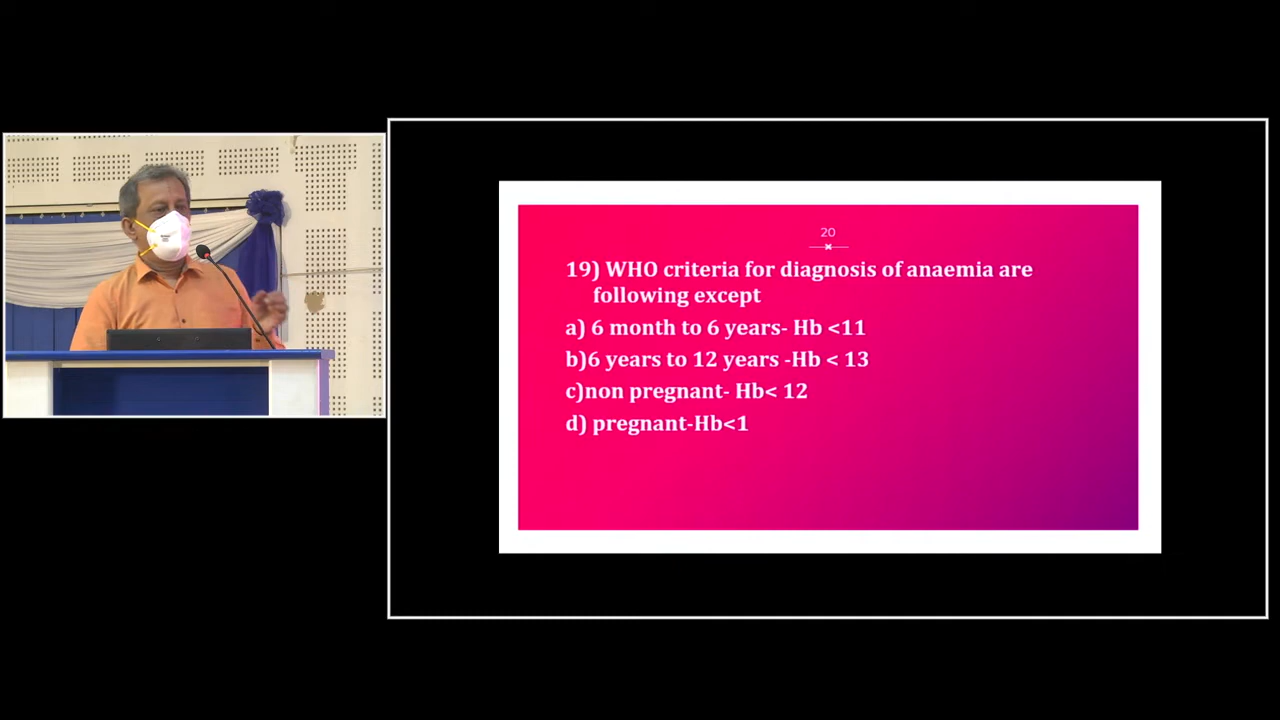 20
19) WHO criteria for diagnosis of anaemia are
following except
a) 6 month to 6 years- Hb <11
b)6 years to 12 years -Hb < 13
c)non pregnant- Hb< 12
d) pregnant-Hb<1